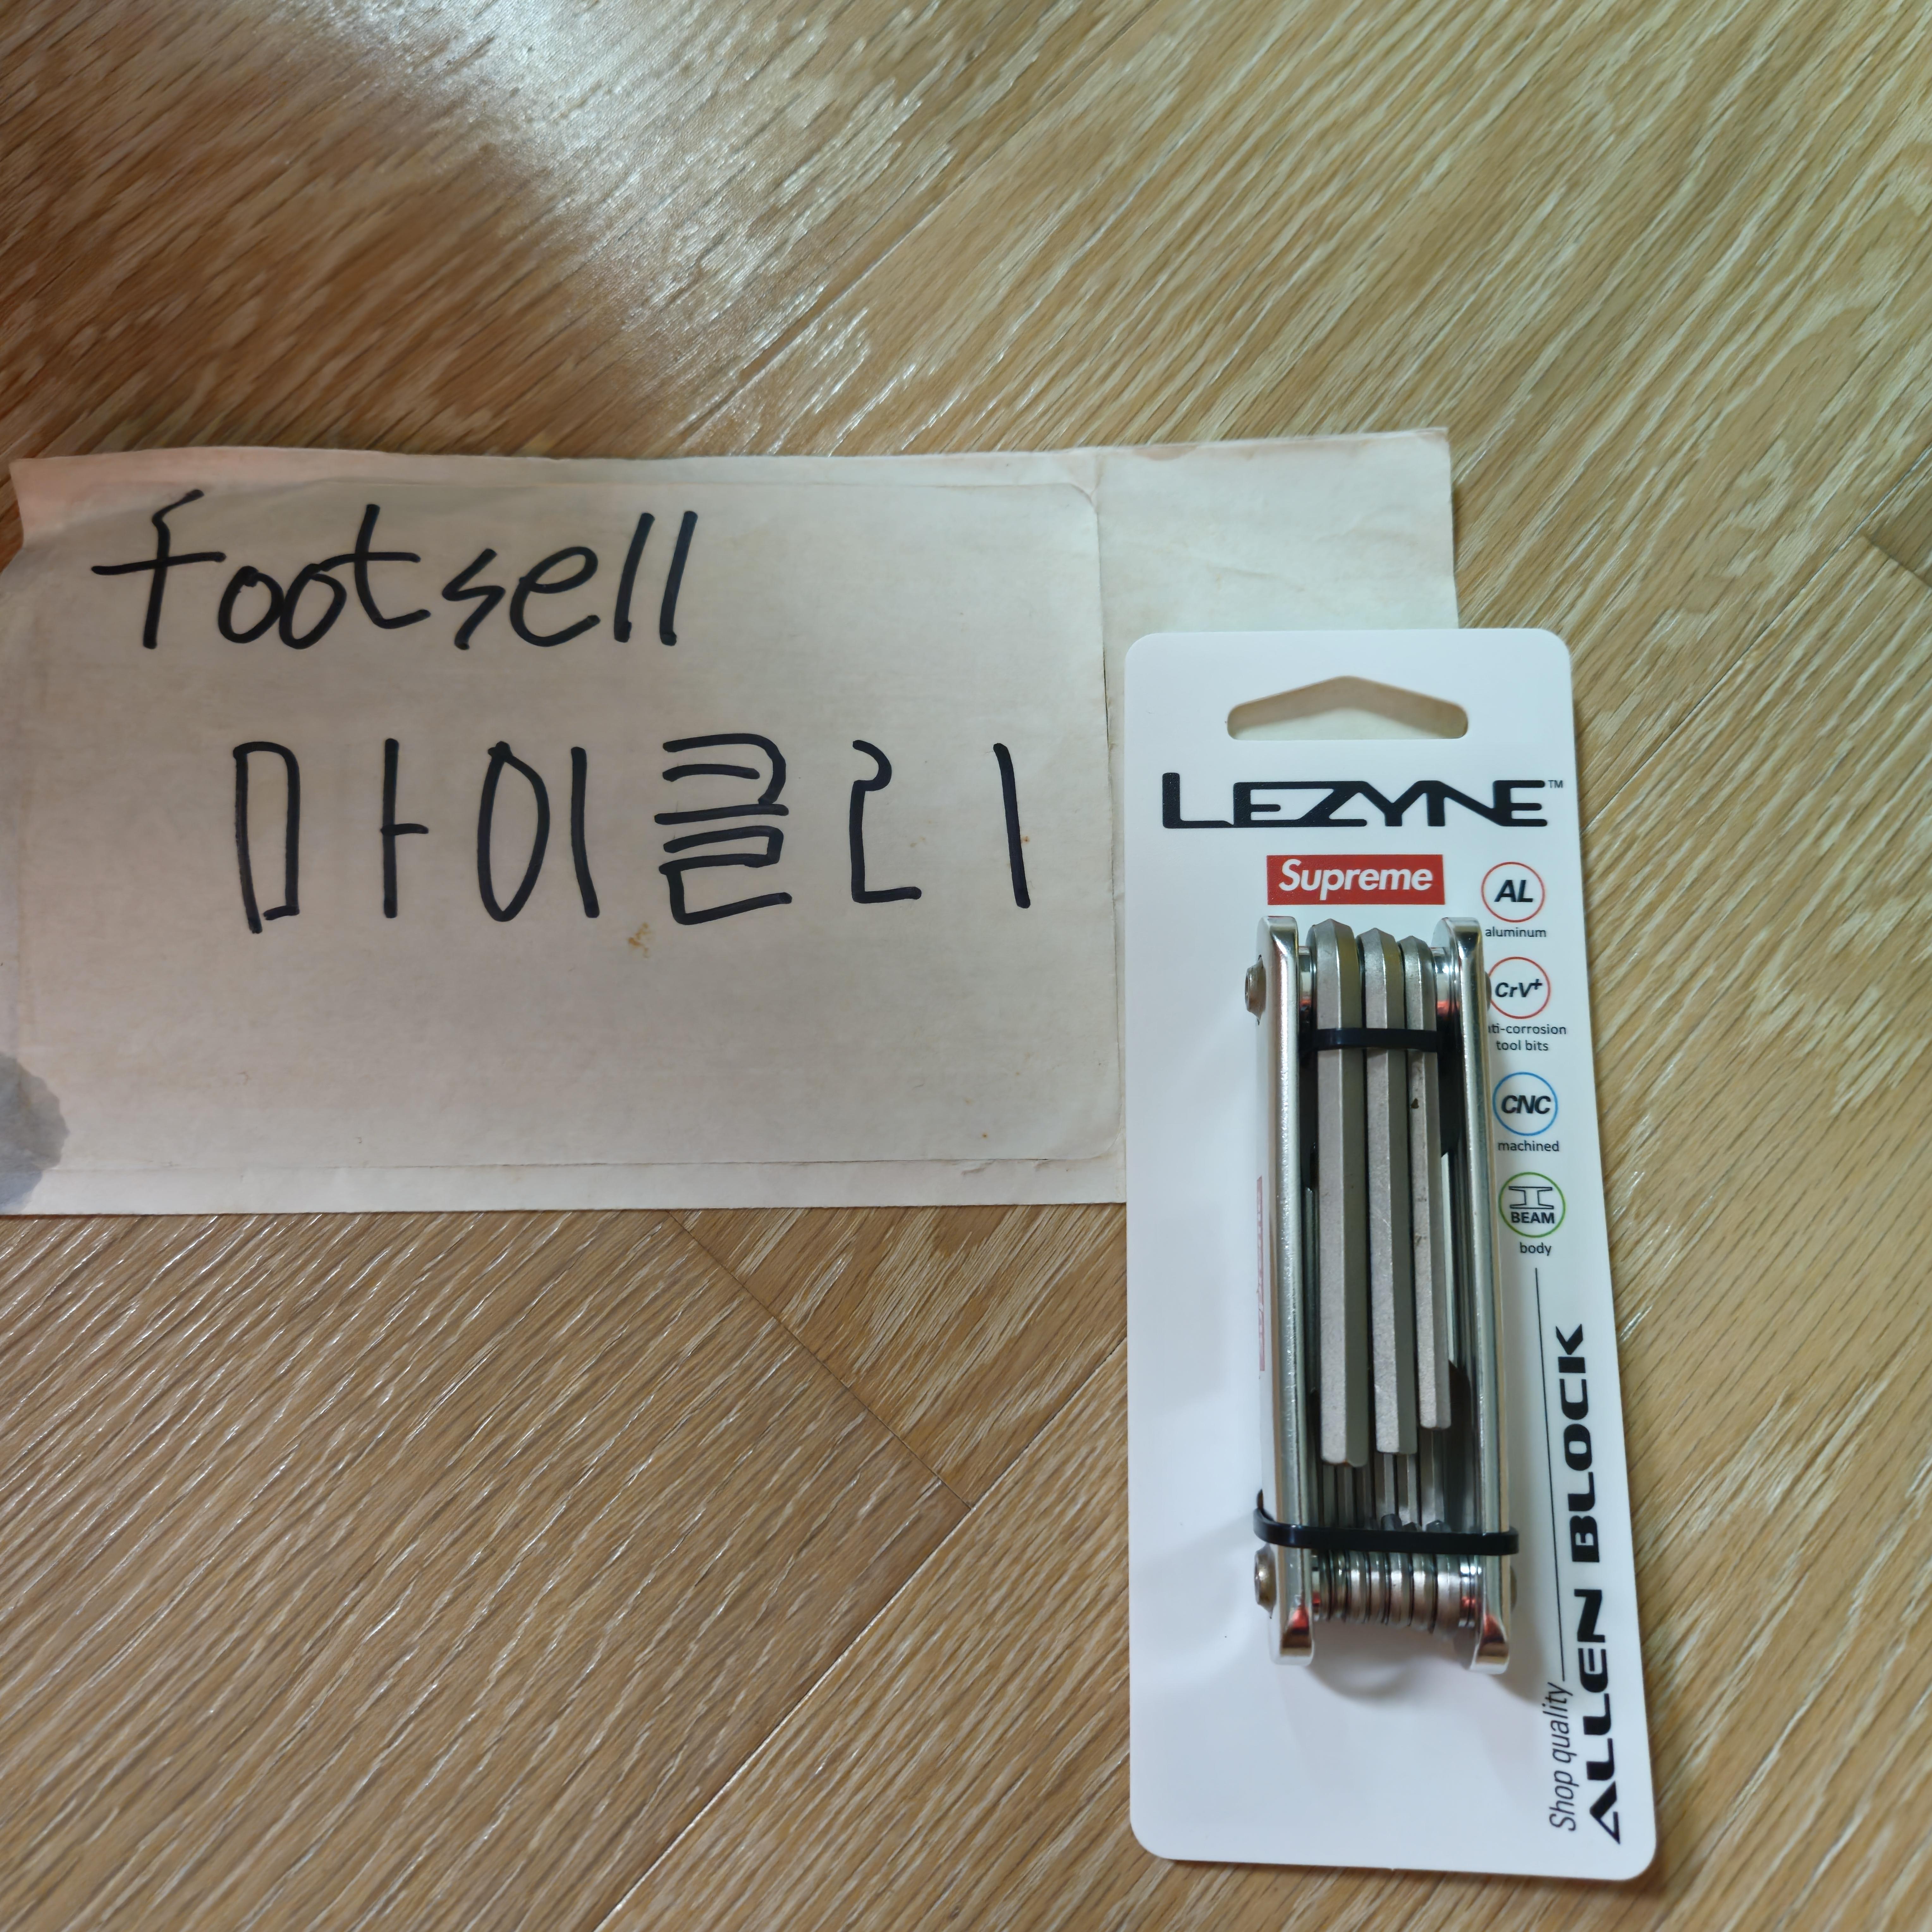 footsell
마이클리
LEZYNE™
Supreme
AL
aluminum
CrV+
ti-corrosion
tool bits
CNC
machined
BEAM
body
Shop quality
ALLEN BLOCK